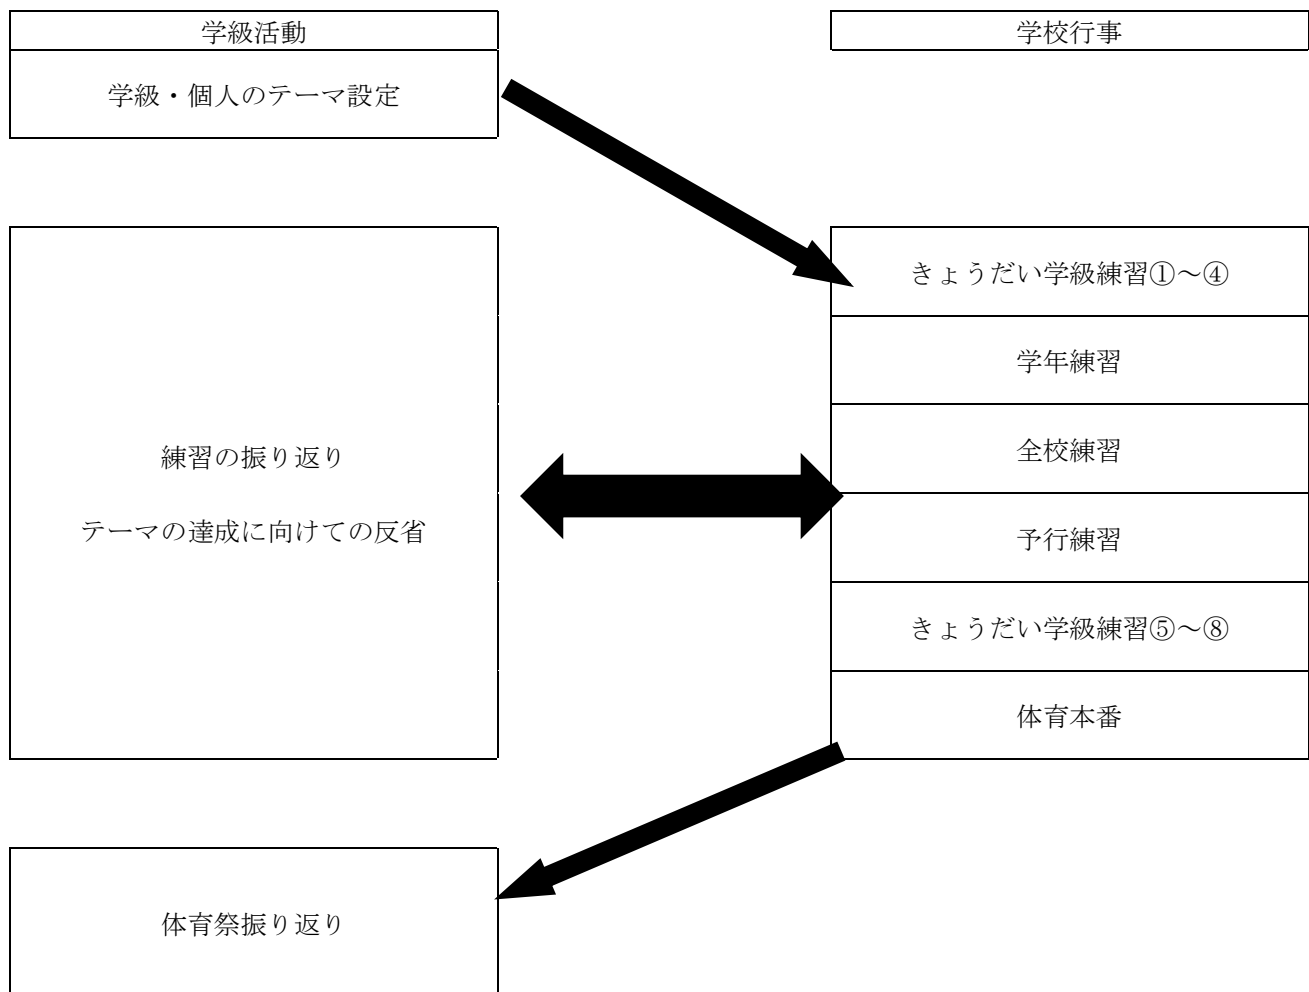 学級活動
学校行事
学級・個人のテーマ設定
きょうだい学級練習①～④
学年練習
全校練習
練習の振り返り
テーマの達成に向けての反省
予行練習
きょうだい学級練習⑤～⑧
体育本番
体育祭振り返り